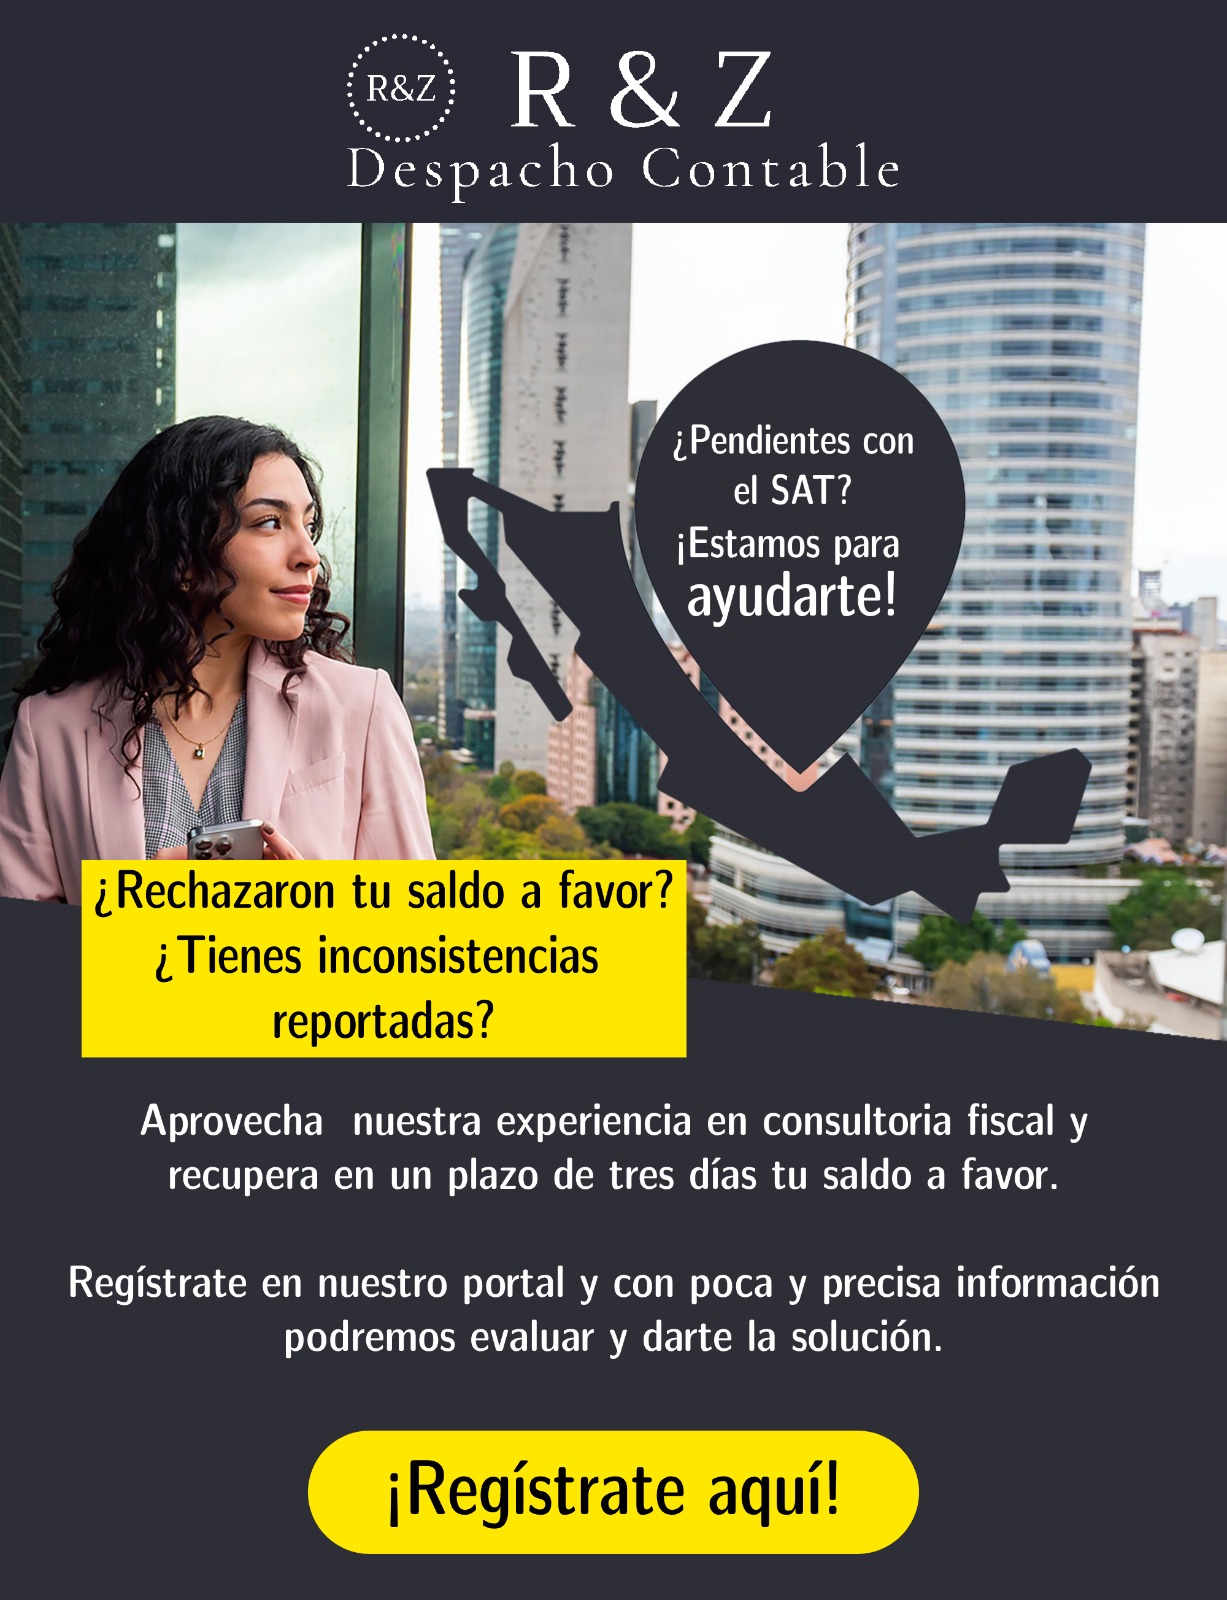 R&Z
R & Z
Despacho Contable
¿Pendientes con
el SAT?
¡Estamos para
ayudarte!
¿Rechazaron tu saldo a favor?
¿Tienes inconsistencias
reportadas?
Aprovecha nuestra experiencia en consultoria fiscal y
recupera en un plazo de tres días tu saldo a favor.
Regístrate en nuestro portal y con poca y precisa información
podremos evaluar y darte la solución.
¡Regístrate aquí!